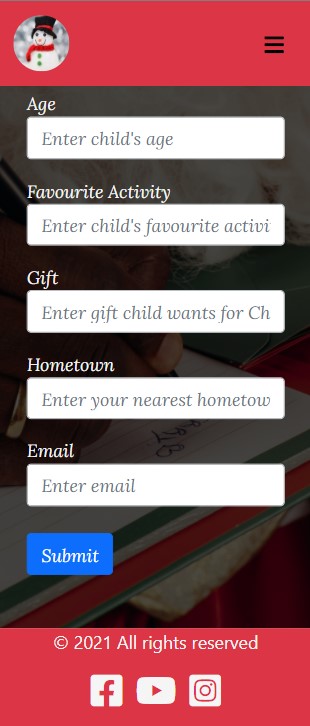 Age
Enter child's age
Favourite Activity
Enter child's favourite activi
Gift
Enter gift child wants for Ch
Hometown
Enter your nearest hometow
Email
Enter email
Submit
© 2021 All rights reserved